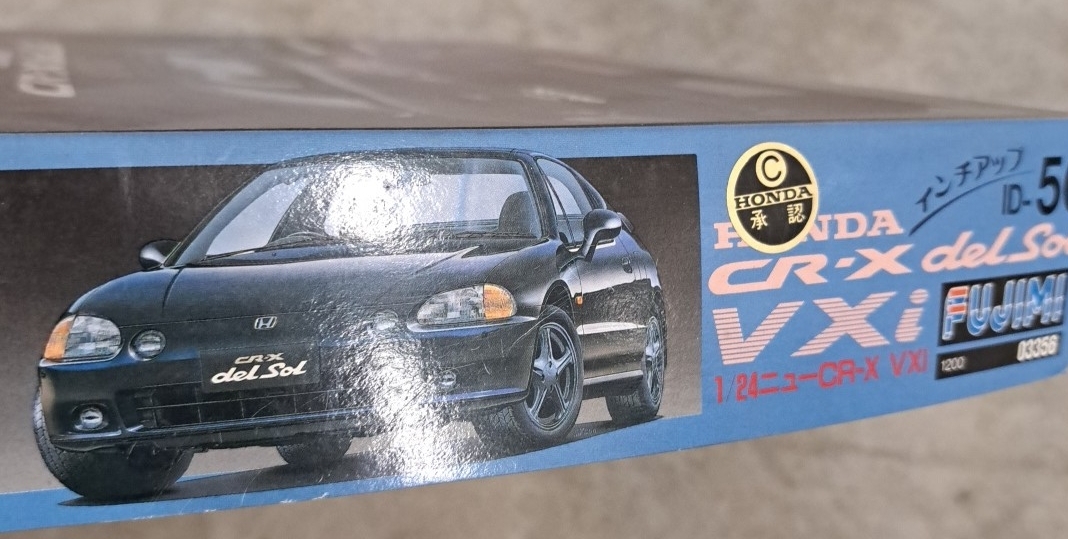 CR-X
del Sol
©
HONDA
承認
インチアップ
ID-
HONDA
CR-X del Sol
VXi
FUJIMI
1/24ニューCR-X VXI
1200
03356